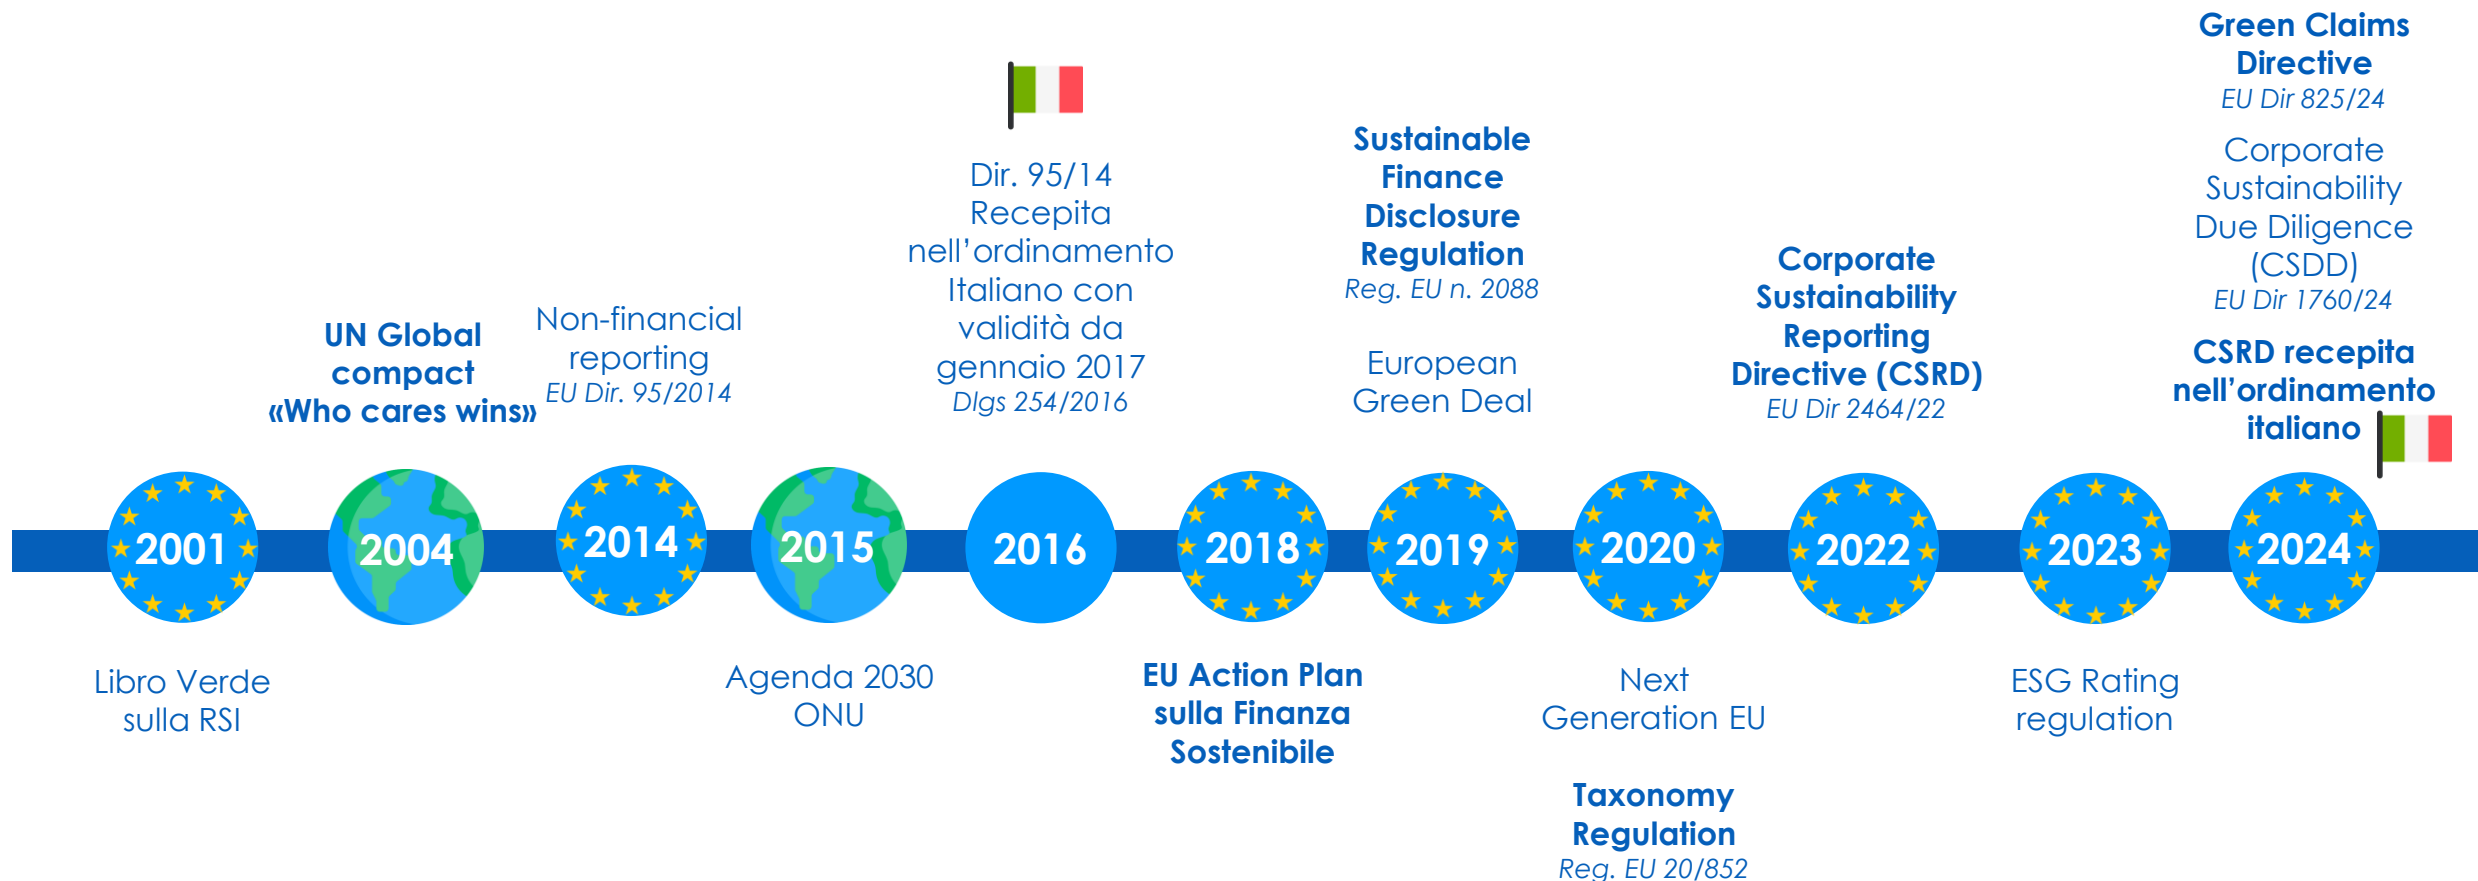 2001
Libro Verde
sulla RSI
UN Global
compact
«Who cares wins»
2004
Non-financial
reporting
EU Dir. 95/2014
2014
2015
Agenda 2030
ONU
Dir. 95/14
Recepita
nell'ordinamento
Italiano con
validità da
gennaio 2017
Dlgs 254/2016
2016
2018
EU Action Plan
sulla Finanza
Sostenibile
Sustainable
Finance
Disclosure
Regulation
Reg. EU n. 2088
European
Green Deal
2019
2020
Next
Generation EU
Taxonomy
Regulation
Reg. EU 20/852
Corporate
Sustainability
Reporting
Directive (CSRD)
EU Dir 2464/22
2022
2023
ESG Rating
regulation
Green Claims
Directive
EU Dir 825/24
Corporate
Sustainability
Due Diligence
(CSDD)
EU Dir 1760/24
CSRD recepita
nell'ordinamento
italiano
2024